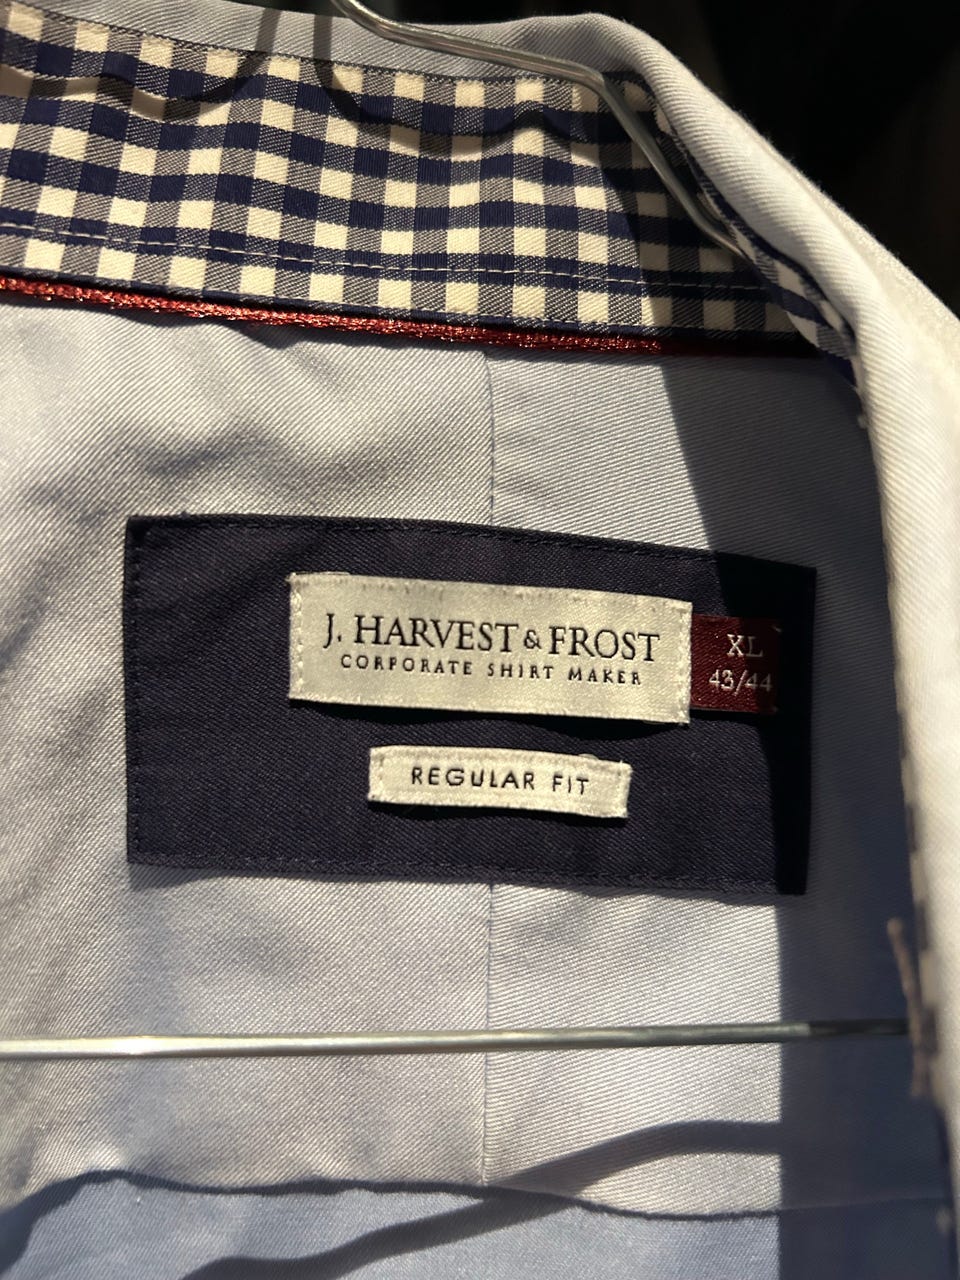 J. HARVEST & FROST
CORPORATE SHIRT MAKER
XL
43/44
REGULAR FIT